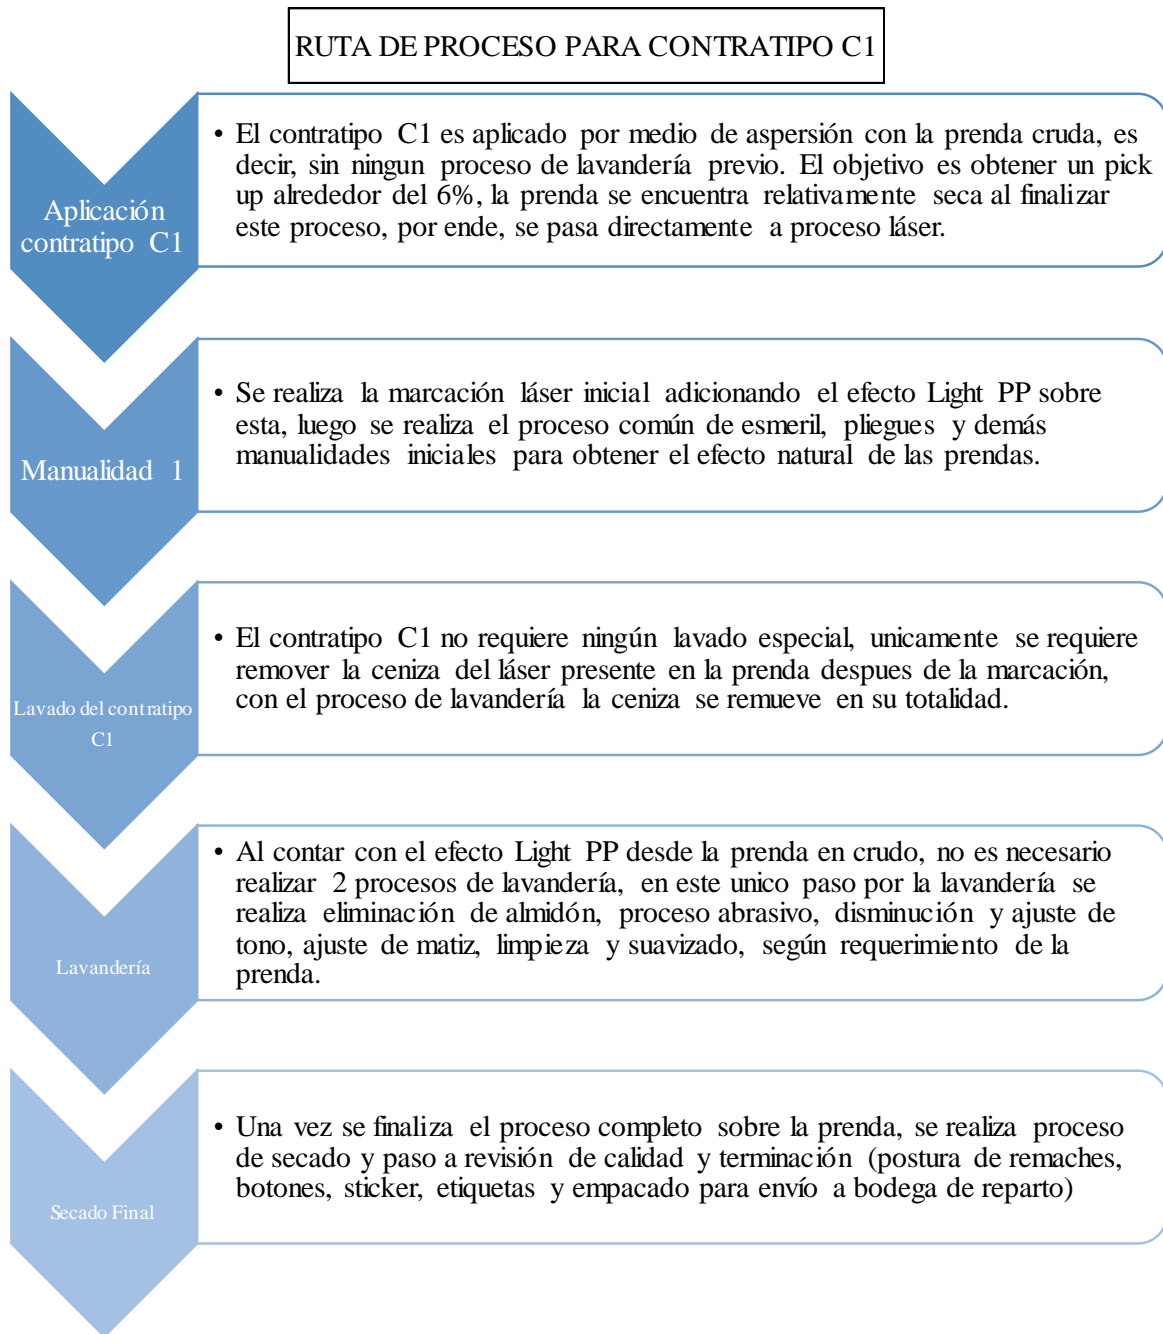 RUTA DE PROCESO PARA CONTRATIPO C1
Aplicación
contratipo C1
• El contratipo C1 es aplicado por medio de aspersión con la prenda cruda, es
decir, sin ningun proceso de lavandería previo. El objetivo es obtener un pick
up alrededor del 6%, la prenda se encuentra relativamente seca al finalizar
este proceso, por ende, se pasa directamente a proceso láser.
Manualidad 1
• Se realiza la marcación láser inicial adicionando el efecto Light PP sobre
esta, luego se realiza el proceso común de esmeril, pliegues y demás
manualidades iniciales para obtener el efecto natural de las prendas.
Lavado del contratipo
C1
• El contratipo C1 no requiere ningún lavado especial, unicamente se requiere
remover la ceniza del láser presente en la prenda despues de la marcación,
con el proceso de lavandería la ceniza se remueve en su totalidad.
Lavandería
• Al contar con el efecto Light PP desde la prenda en crudo, no es necesario
realizar 2 procesos de lavandería, en este unico paso por la lavandería se
realiza eliminación de almidón, proceso abrasivo, disminución y ajuste de
tono, ajuste de matiz, limpieza y suavizado, según requerimiento de la
prenda.
Secado Final
• Una vez se finaliza el proceso completo sobre la prenda, se realiza proceso
de secado y paso a revisión de calidad y terminación (postura de remaches,
botones, sticker, etiquetas y empacado para envío a bodega de reparto)